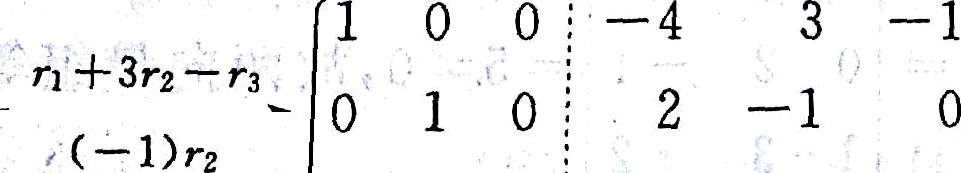 1 0 0 ⋮ −4 3 −1
r₁+3r₂−r₃
0 1 0 ⋮ 2 −1 0
(−1)r₂